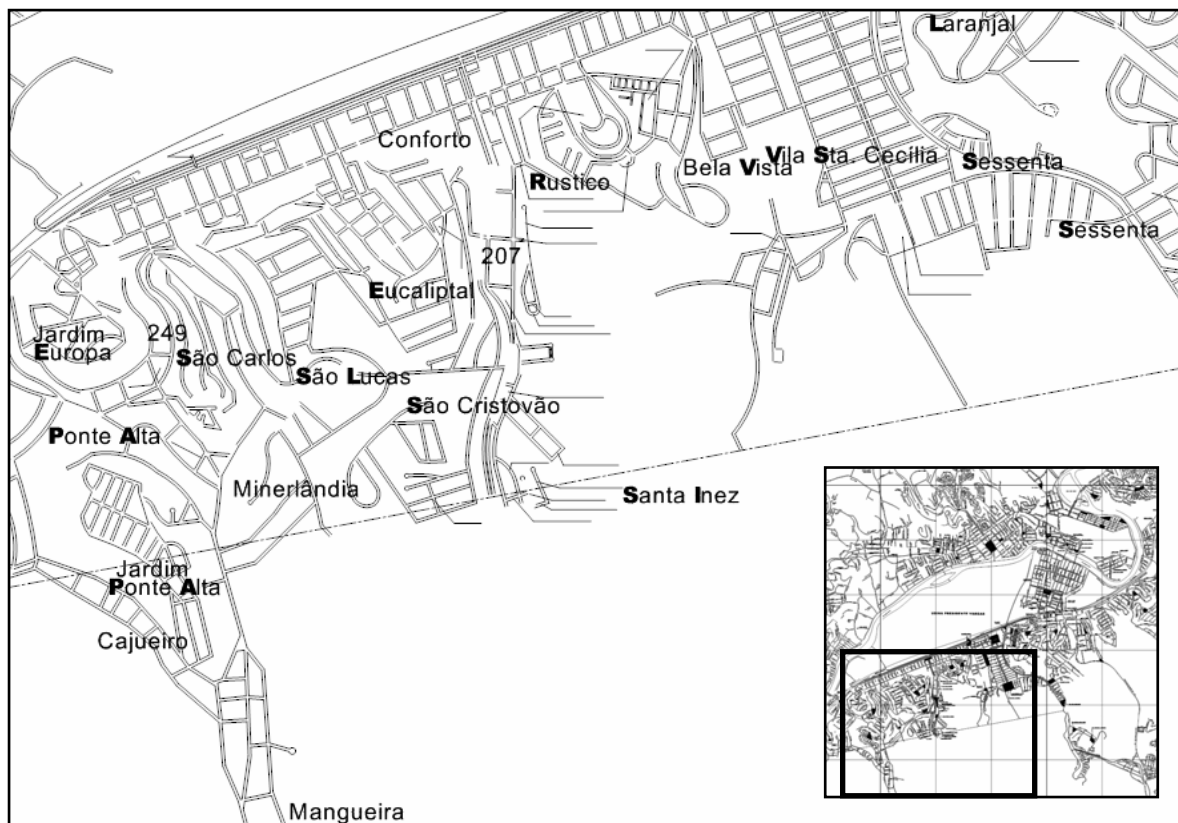 Laranjal
Conforto
Bela Vista
Vila Sta. Cecília
Sessenta
Rustico
Sessenta
207
Eucaliptal
Jardim
Europa
249
São Carlos
São Lucas
São Cristovão
Ponte Alta
Minerlândia
Santa Inez
Jardim
Ponte Alta
Cajueiro
Mangueira